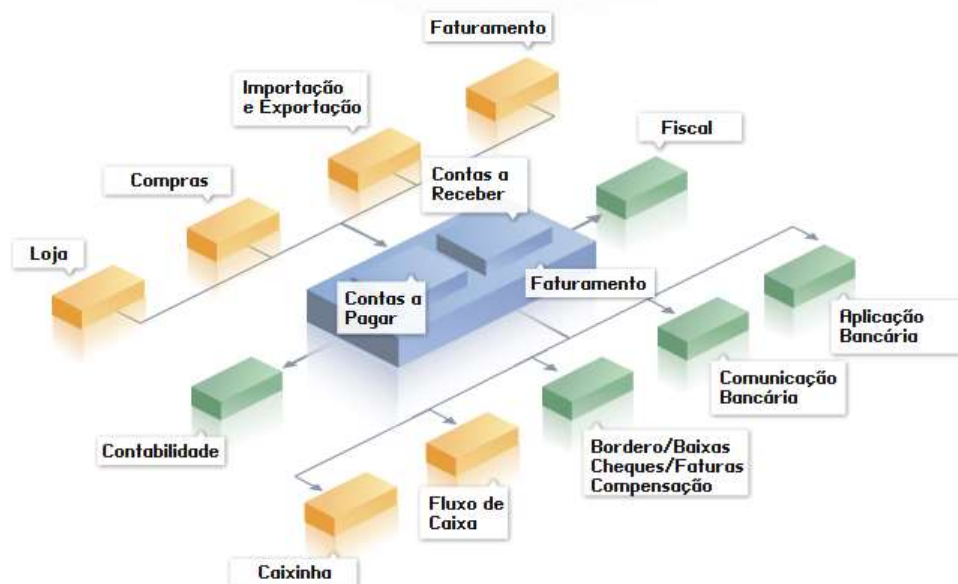 Faturamento
Importação
e Exportação
Fiscal
Compras
Contas a
Receber
Loja
Faturamento
Contas a
Pagar
Aplicação
Bancária
Comunicação
Bancária
Contabilidade
Bordero/Baixas
Cheques/Faturas
Compensação
Fluxo de
Caixa
Caixinha